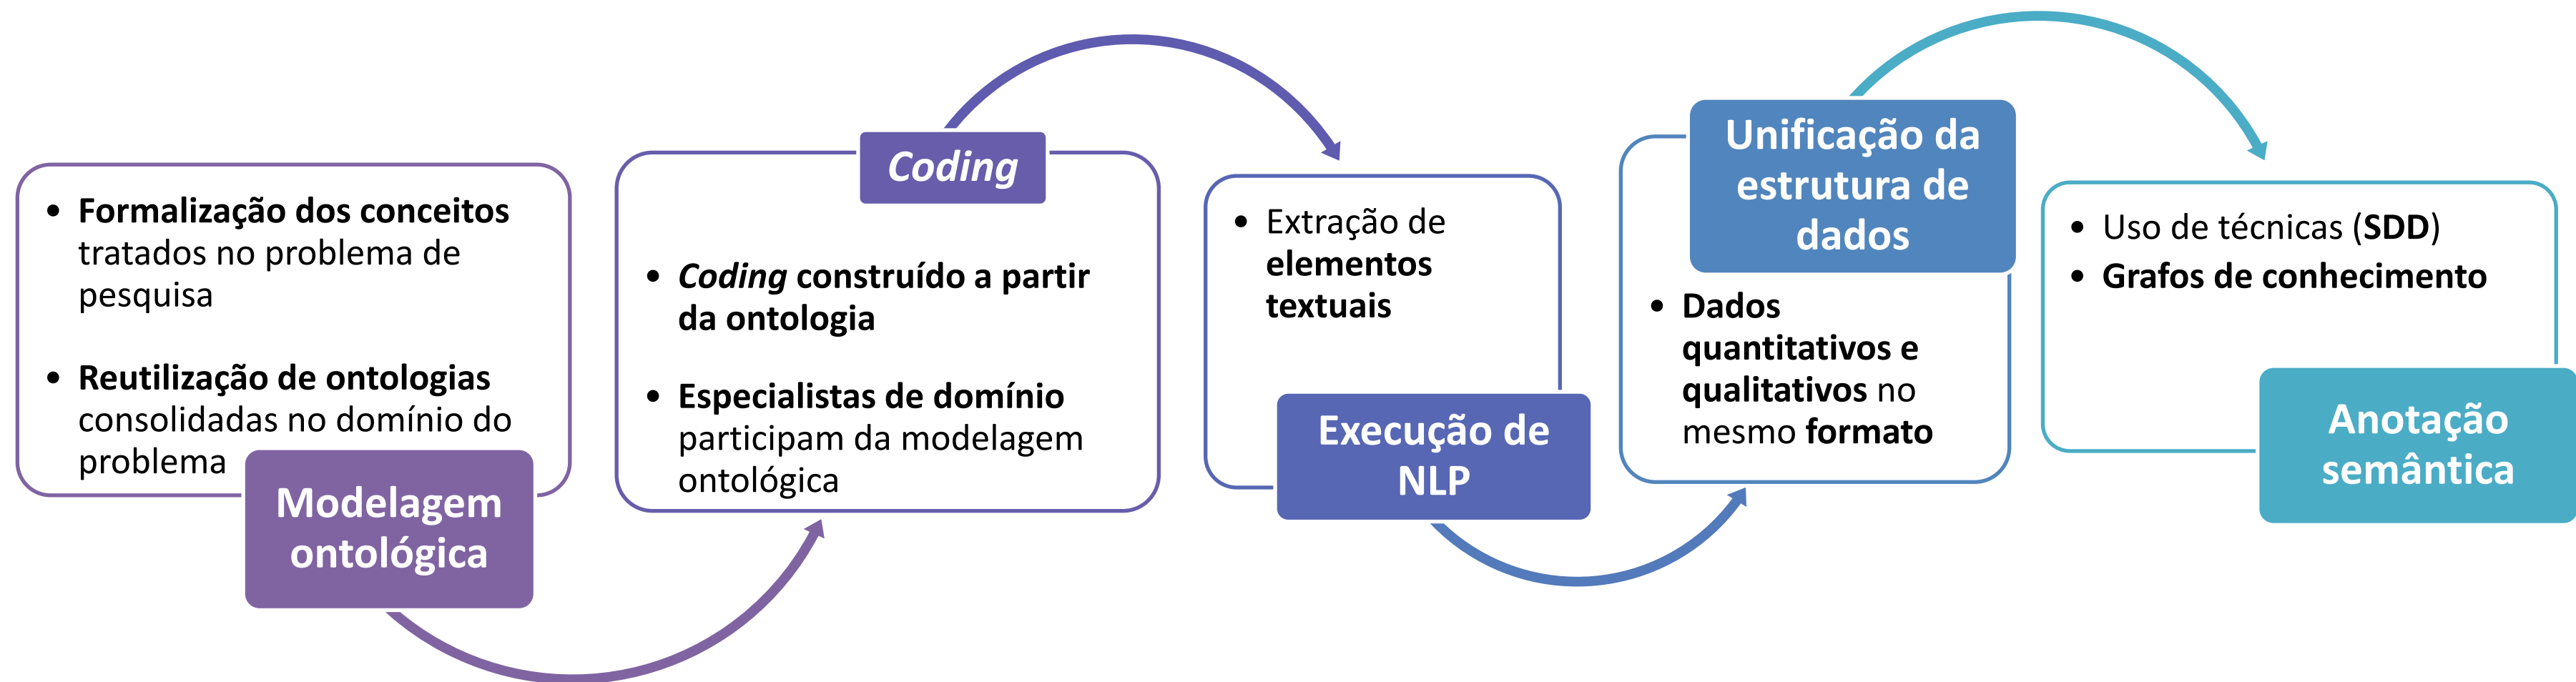 • Formalização dos conceitos
tratados no problema de
pesquisa
• Reutilização de ontologias
consolidadas no domínio do
problema
Modelagem
ontológica
Coding
• Coding construído a partir
da ontologia
• Especialistas de domínio
participam da modelagem
ontológica
• Extração de
elementos
textuais
Execução de
NLP
Unificação da
estrutura de
dados
• Dados
quantitativos e
qualitativos no
mesmo formato
• Uso de técnicas (SDD)
• Grafos de conhecimento
Anotação
semântica